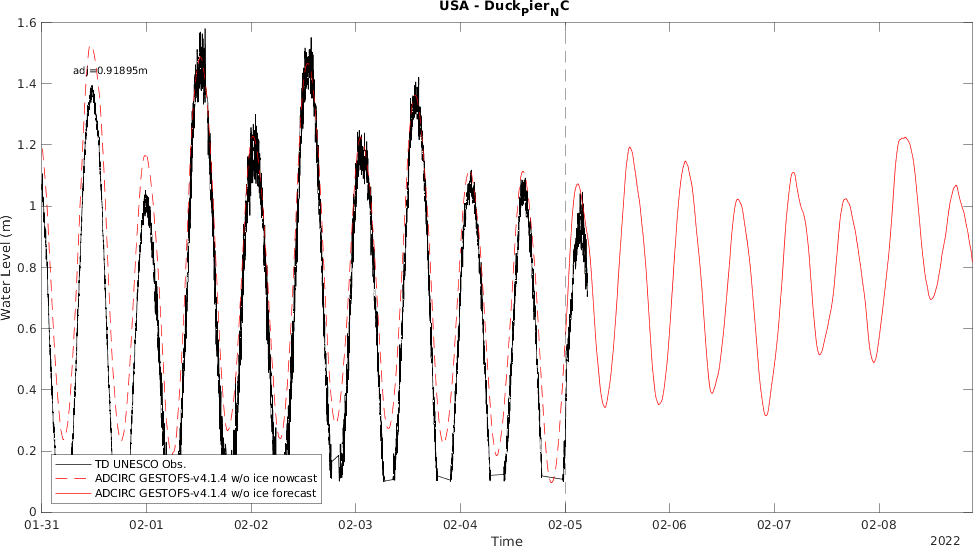 USA - DuckPierNC
1.6
1.4
1.2
1
0.8
0.6
0.4
0.2
0
Water Level (m)
adj=0.91895m
TD UNESCO Obs.
ADCIRC GESTOFS-v4.1.4 w/o ice nowcast
ADCIRC GESTOFS-v4.1.4 w/o ice forecast
01-31 02-01 02-02 02-03 02-04 02-05 02-06 02-07 02-08
Time
2022